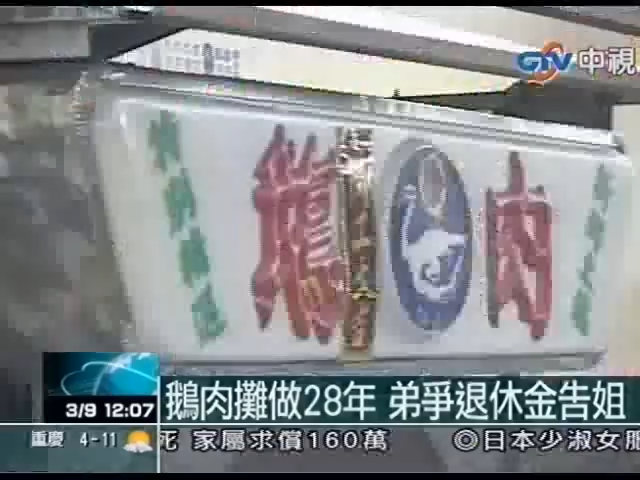 CTV中視
鵝肉
3/9 12:07
鵝肉攤做28年 弟爭退休金告姐
重慶 4-11
死 家屬求償160萬 ◎日本少淑女肥